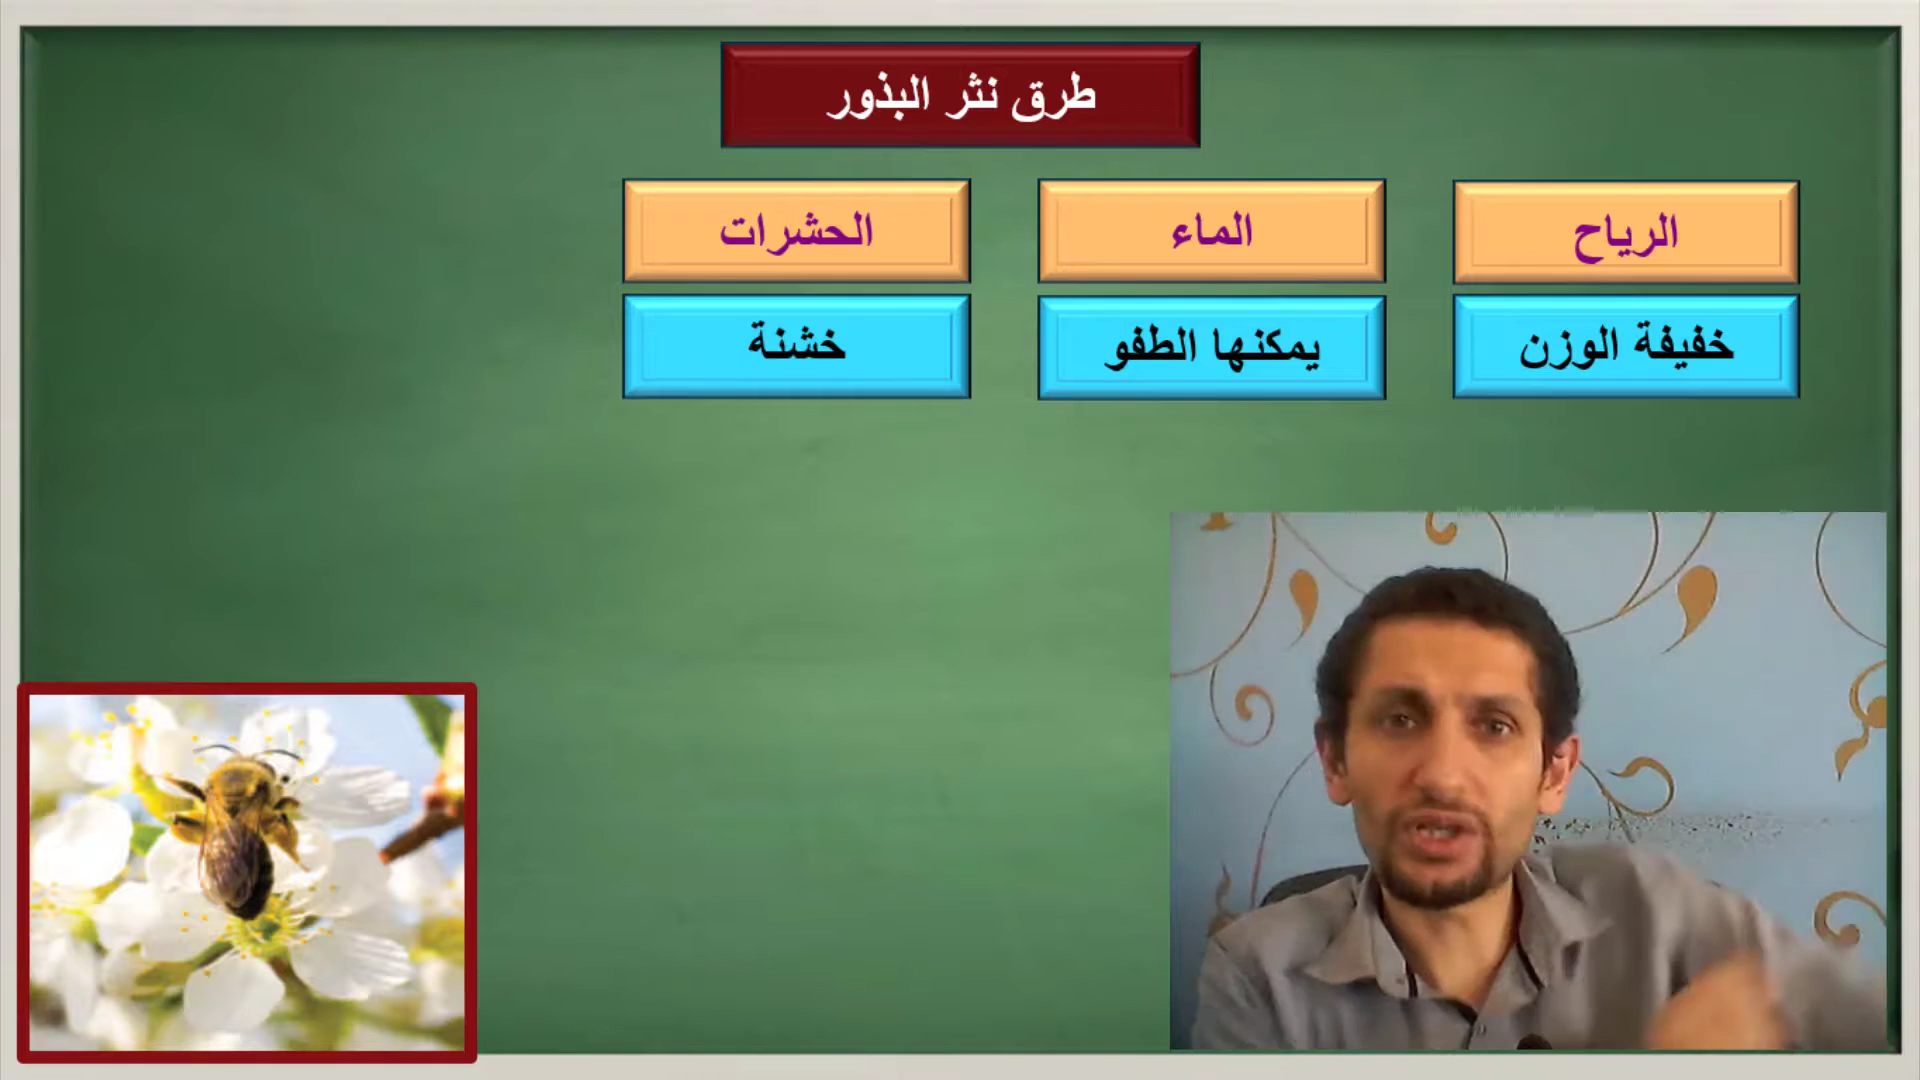 طرق نثر البذور
الرياح
الماء
الحشرات
خفيفة الوزن
يمكنها الطفو
خشنة